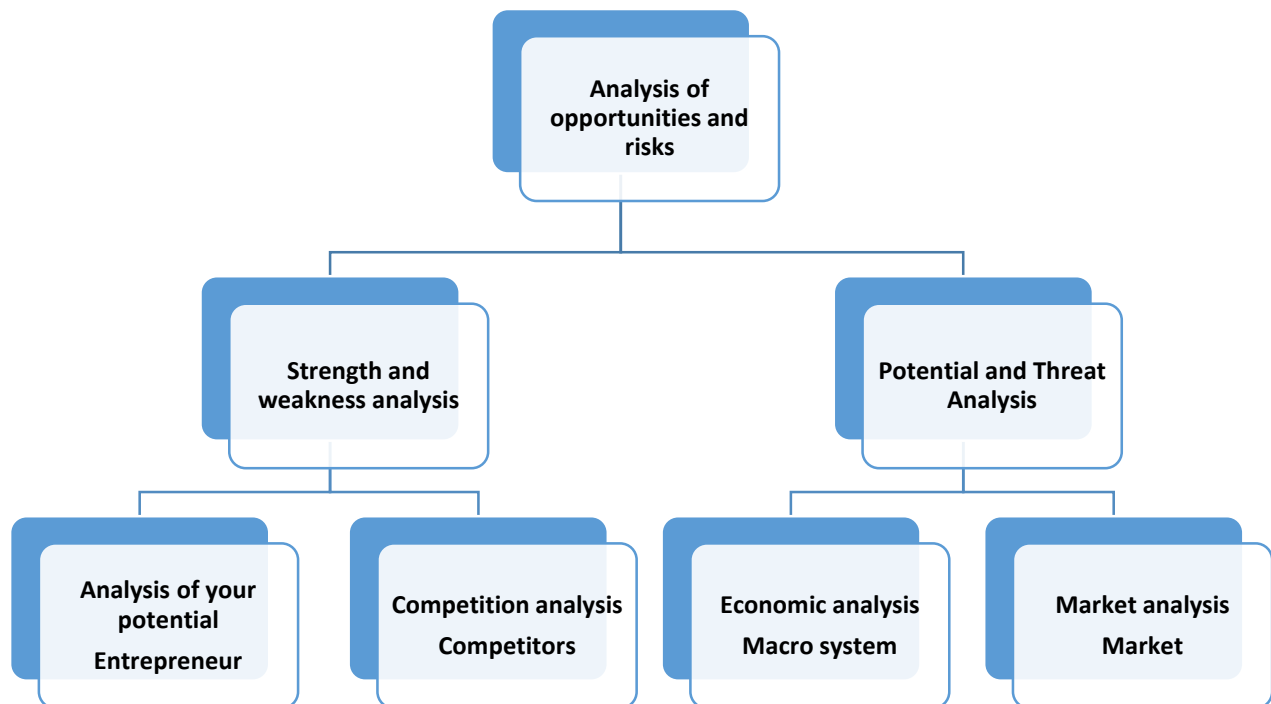 Analysis of
opportunities and
risks
Strength and
weakness analysis
Potential and Threat
Analysis
Analysis of your
potential
Entrepreneur
Competition analysis
Competitors
Economic analysis
Macro system
Market analysis
Market